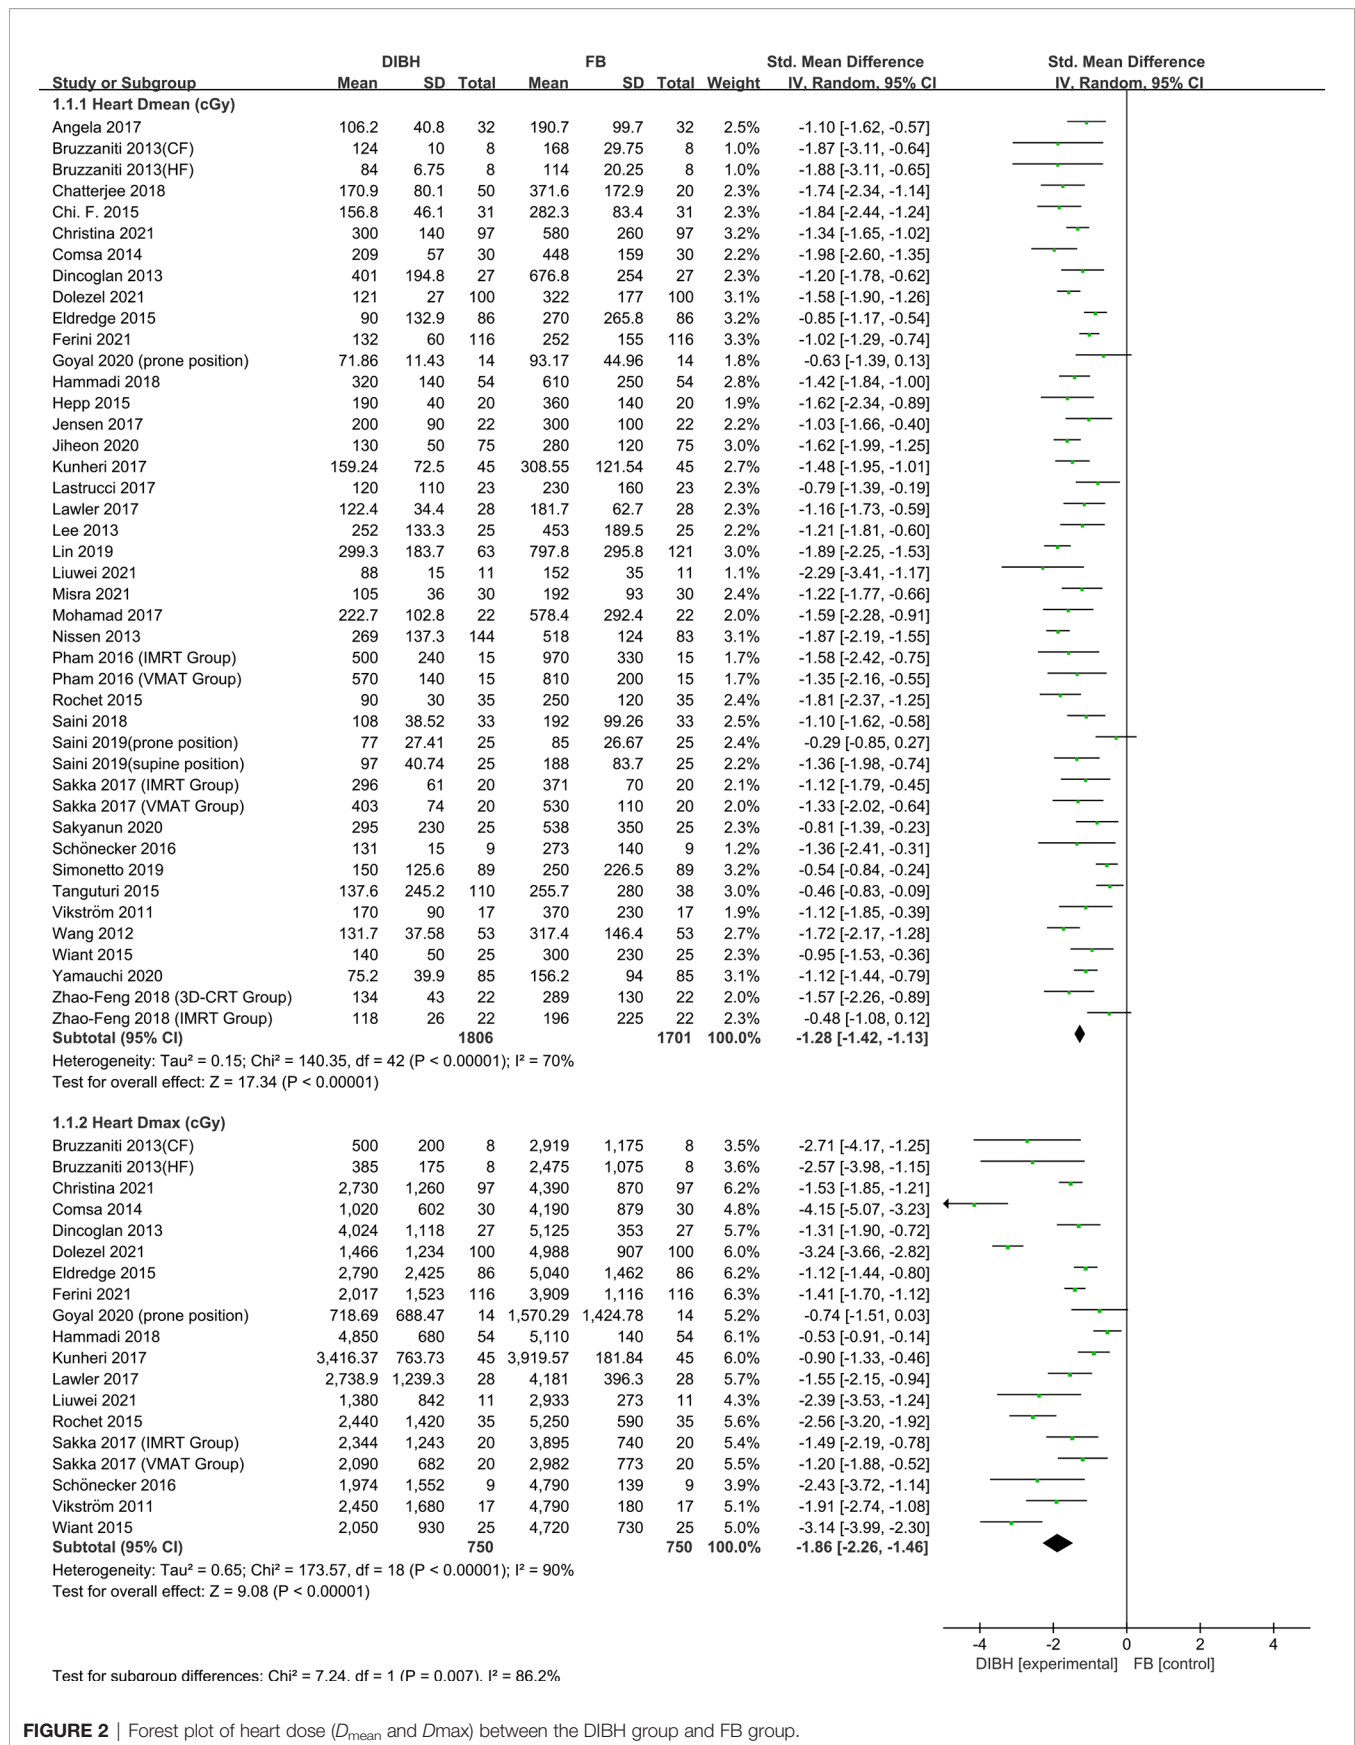 DIBH FB Std. Mean Difference Std. Mean Difference
Study or Subgroup Mean SD Total Mean SD Total Weight IV, Random, 95% CI IV, Random, 95% CI
1.1.1 Heart Dmean (cGy)
Angela 2017 106.2 40.8 32 190.7 99.7 32 2.5% -1.10 [-1.62, -0.57]
Bruzzaniti 2013(CF) 124 10 8 168 29.75 8 1.0% -1.87 [-3.11, -0.64]
Bruzzaniti 2013(HF) 84 6.75 8 114 20.25 8 1.0% -1.88 [-3.11, -0.65]
Chatterjee 2018 170.9 80.1 50 371.6 172.9 20 2.3% -1.74 [-2.34, -1.14]
Chi. F. 2015 156.8 46.1 31 282.3 83.4 31 2.3% -1.84 [-2.44, -1.24]
Christina 2021 300 140 97 580 260 97 3.2% -1.34 [-1.65, -1.02]
Comsa 2014 209 57 30 448 159 30 2.2% -1.98 [-2.60, -1.35]
Dincoglan 2013 401 194.8 27 676.8 254 27 2.3% -1.20 [-1.78, -0.62]
Dolezel 2021 121 27 100 322 177 100 3.1% -1.58 [-1.90, -1.26]
Eldredge 2015 90 132.9 86 270 265.8 86 3.2% -0.85 [-1.17, -0.54]
Ferini 2021 132 60 116 252 155 116 3.3% -1.02 [-1.29, -0.74]
Goyal 2020 (prone position) 71.86 11.43 14 93.17 44.96 14 1.8% -0.63 [-1.39, 0.13]
Hammadi 2018 320 140 54 610 250 54 2.8% -1.42 [-1.84, -1.00]
Hepp 2015 190 40 20 360 140 20 1.9% -1.62 [-2.34, -0.89]
Jensen 2017 200 90 22 300 100 22 2.2% -1.03 [-1.66, -0.40]
Jiheon 2020 130 50 75 280 120 75 3.0% -1.62 [-1.99, -1.25]
Kunheri 2017 159.24 72.5 45 308.55 121.54 45 2.7% -1.48 [-1.95, -1.01]
Lastrucci 2017 120 110 23 230 160 23 2.3% -0.79 [-1.39, -0.19]
Lawler 2017 122.4 34.4 28 181.7 62.7 28 2.4% -1.16 [-1.73, -0.59]
Lee 2013 252 133.3 25 453 189.5 25 2.2% -1.21 [-1.81, -0.60]
Lin 2019 299.3 183.7 63 797.8 295.8 121 3.0% -1.89 [-2.25, -1.53]
Liuwei 2021 88 15 11 152 35 11 1.1% -2.29 [-3.41, -1.17]
Misra 2021 105 36 30 192 93 30 2.4% -1.22 [-1.77, -0.66]
Mohamad 2017 222.7 102.8 22 578.4 292.4 22 2.0% -1.59 [-2.28, -0.91]
Nissen 2013 269 137.3 144 518 124 83 3.1% -1.87 [-2.19, -1.55]
Pham 2016 (IMRT Group) 500 240 15 970 330 15 1.7% -1.58 [-2.42, -0.75]
Pham 2016 (VMAT Group) 570 140 15 810 200 15 1.7% -1.35 [-2.16, -0.55]
Rochet 2015 90 30 35 250 120 35 2.4% -1.81 [-2.37, -1.25]
Saini 2018 108 38.52 33 192 99.26 33 2.5% -1.10 [-1.62, -0.58]
Saini 2019(prone position) 77 27.41 25 85 26.67 25 2.4% -0.29 [-0.85, 0.27]
Saini 2019(supine position) 97 40.74 25 188 83.7 25 2.2% -1.36 [-1.98, -0.74]
Sakka 2017 (IMRT Group) 296 61 20 371 70 20 2.0% -1.12 [-1.79, -0.45]
Sakka 2017 (VMAT Group) 403 74 20 530 110 20 2.0% -1.33 [-2.02, -0.64]
Sakyanun 2020 295 230 25 538 350 25 2.3% -0.81 [-1.39, -0.23]
Schönecker 2016 131 15 9 273 140 9 1.2% -1.36 [-2.41, -0.31]
Simonetto 2019 150 125.6 89 250 226.5 89 3.2% -0.54 [-0.84, -0.24]
Tanguturi 2015 137.6 245.2 110 255.7 280 38 3.0% -0.46 [-0.83, -0.09]
Vikström 2011 170 90 17 370 230 17 1.9% -1.12 [-1.85, -0.39]
Wang 2012 131.7 37.58 53 317.4 146.4 53 2.7% -1.72 [-2.17, -1.28]
Wiant 2015 140 50 25 300 230 25 2.3% -0.95 [-1.53, -0.36]
Yamauchi 2020 75.2 39.9 85 156.2 94 85 3.1% -1.12 [-1.44, -0.79]
Zhao-Feng 2018 (3D-CRT Group) 134 43 22 289 130 22 2.0% -1.57 [-2.26, -0.89]
Zhao-Feng 2018 (IMRT Group) 118 26 22 196 225 22 2.3% -0.48 [-1.08, 0.12]
Subtotal (95% CI) 1806 1701 100.0% -1.28 [-1.42, -1.13]
Heterogeneity: Tau² = 0.15; Chi² = 140.35, df = 42 (P < 0.00001); I² = 70%
Test for overall effect: Z = 17.34 (P < 0.00001)
1.1.2 Heart Dmax (cGy)
Bruzzaniti 2013(CF) 500 200 8 2,919 1,175 8 3.5% -2.71 [-4.17, -1.25]
Bruzzaniti 2013(HF) 385 175 8 2,475 1,075 8 3.6% -2.57 [-3.98, -1.15]
Christina 2021 2,730 1,260 97 4,390 870 97 6.2% -1.53 [-1.85, -1.21]
Comsa 2014 1,020 602 30 4,190 879 30 4.8% -4.15 [-5.07, -3.23]
Dincoglan 2013 4,024 1,118 27 5,125 353 27 5.7% -1.31 [-1.90, -0.72]
Dolezel 2021 1,466 1,234 100 4,988 907 100 6.0% -3.24 [-3.66, -2.82]
Eldredge 2015 2,790 2,425 86 5,040 1,462 86 6.2% -1.12 [-1.44, -0.80]
Ferini 2021 2,017 1,523 116 3,909 1,116 116 6.3% -1.41 [-1.70, -1.12]
Goyal 2020 (prone position) 718.69 688.47 14 1,570.29 1,424.78 14 5.2% -0.74 [-1.51, 0.03]
Hammadi 2018 4,850 680 54 5,110 140 54 6.1% -0.53 [-0.91, -0.14]
Kunheri 2017 3,416.37 763.73 45 3,919.57 181.84 45 6.0% -0.90 [-1.33, -0.46]
Lawler 2017 2,738.9 1,239.3 28 4,181 396.3 28 5.7% -1.55 [-2.15, -0.94]
Liuwei 2021 1,380 842 11 2,933 273 11 4.3% -2.39 [-3.53, -1.24]
Rochet 2015 2,440 1,420 35 5,250 590 35 5.6% -2.56 [-3.20, -1.92]
Sakka 2017 (IMRT Group) 2,344 1,243 20 3,895 740 20 5.4% -1.49 [-2.19, -0.78]
Sakka 2017 (VMAT Group) 2,090 682 20 2,982 773 20 5.5% -1.20 [-1.88, -0.52]
Schönecker 2016 1,974 1,552 9 4,790 139 9 3.9% -2.43 [-3.72, -1.14]
Vikström 2011 2,450 1,680 17 4,790 180 17 5.1% -1.91 [-2.74, -1.08]
Wiant 2015 2,050 930 25 4,720 730 25 5.0% -3.14 [-3.99, -2.30]
Subtotal (95% CI) 750 750 100.0% -1.86 [-2.26, -1.46]
Heterogeneity: Tau² = 0.65; Chi² = 173.57, df = 18 (P < 0.00001); I² = 90%
Test for overall effect: Z = 9.08 (P < 0.00001)
-4 -2 0 2 4
DIBH [experimental] FB [control]
Test for subgroup differences: Chi² = 7.24, df = 1 (P = 0.007), I² = 86.2%
FIGURE 2 | Forest plot of heart dose (Dmean and Dmax) between the DIBH group and FB group.